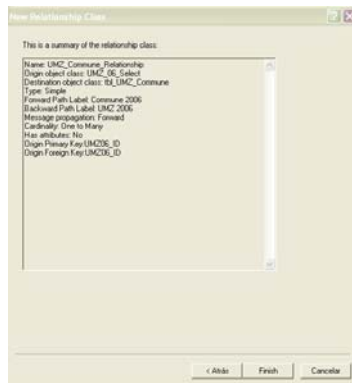 New Relationship Class
This is a summary of the relationship class:
Name: UMZ_Commune_Relationship
Origin object class: UMZ_06_Select
Destination object class: tbl_UMZ_Commune
Type: Simple
Forward Path Label: Commune 2006
Backward Path Label: UMZ 2006
Message propagation: Forward
Cardinality: One to Many
Has attributes: No
Origin Primary Key:UMZ06_ID
Origin Foreign Key:UMZ06_ID
< Atrás Finish Cancelar